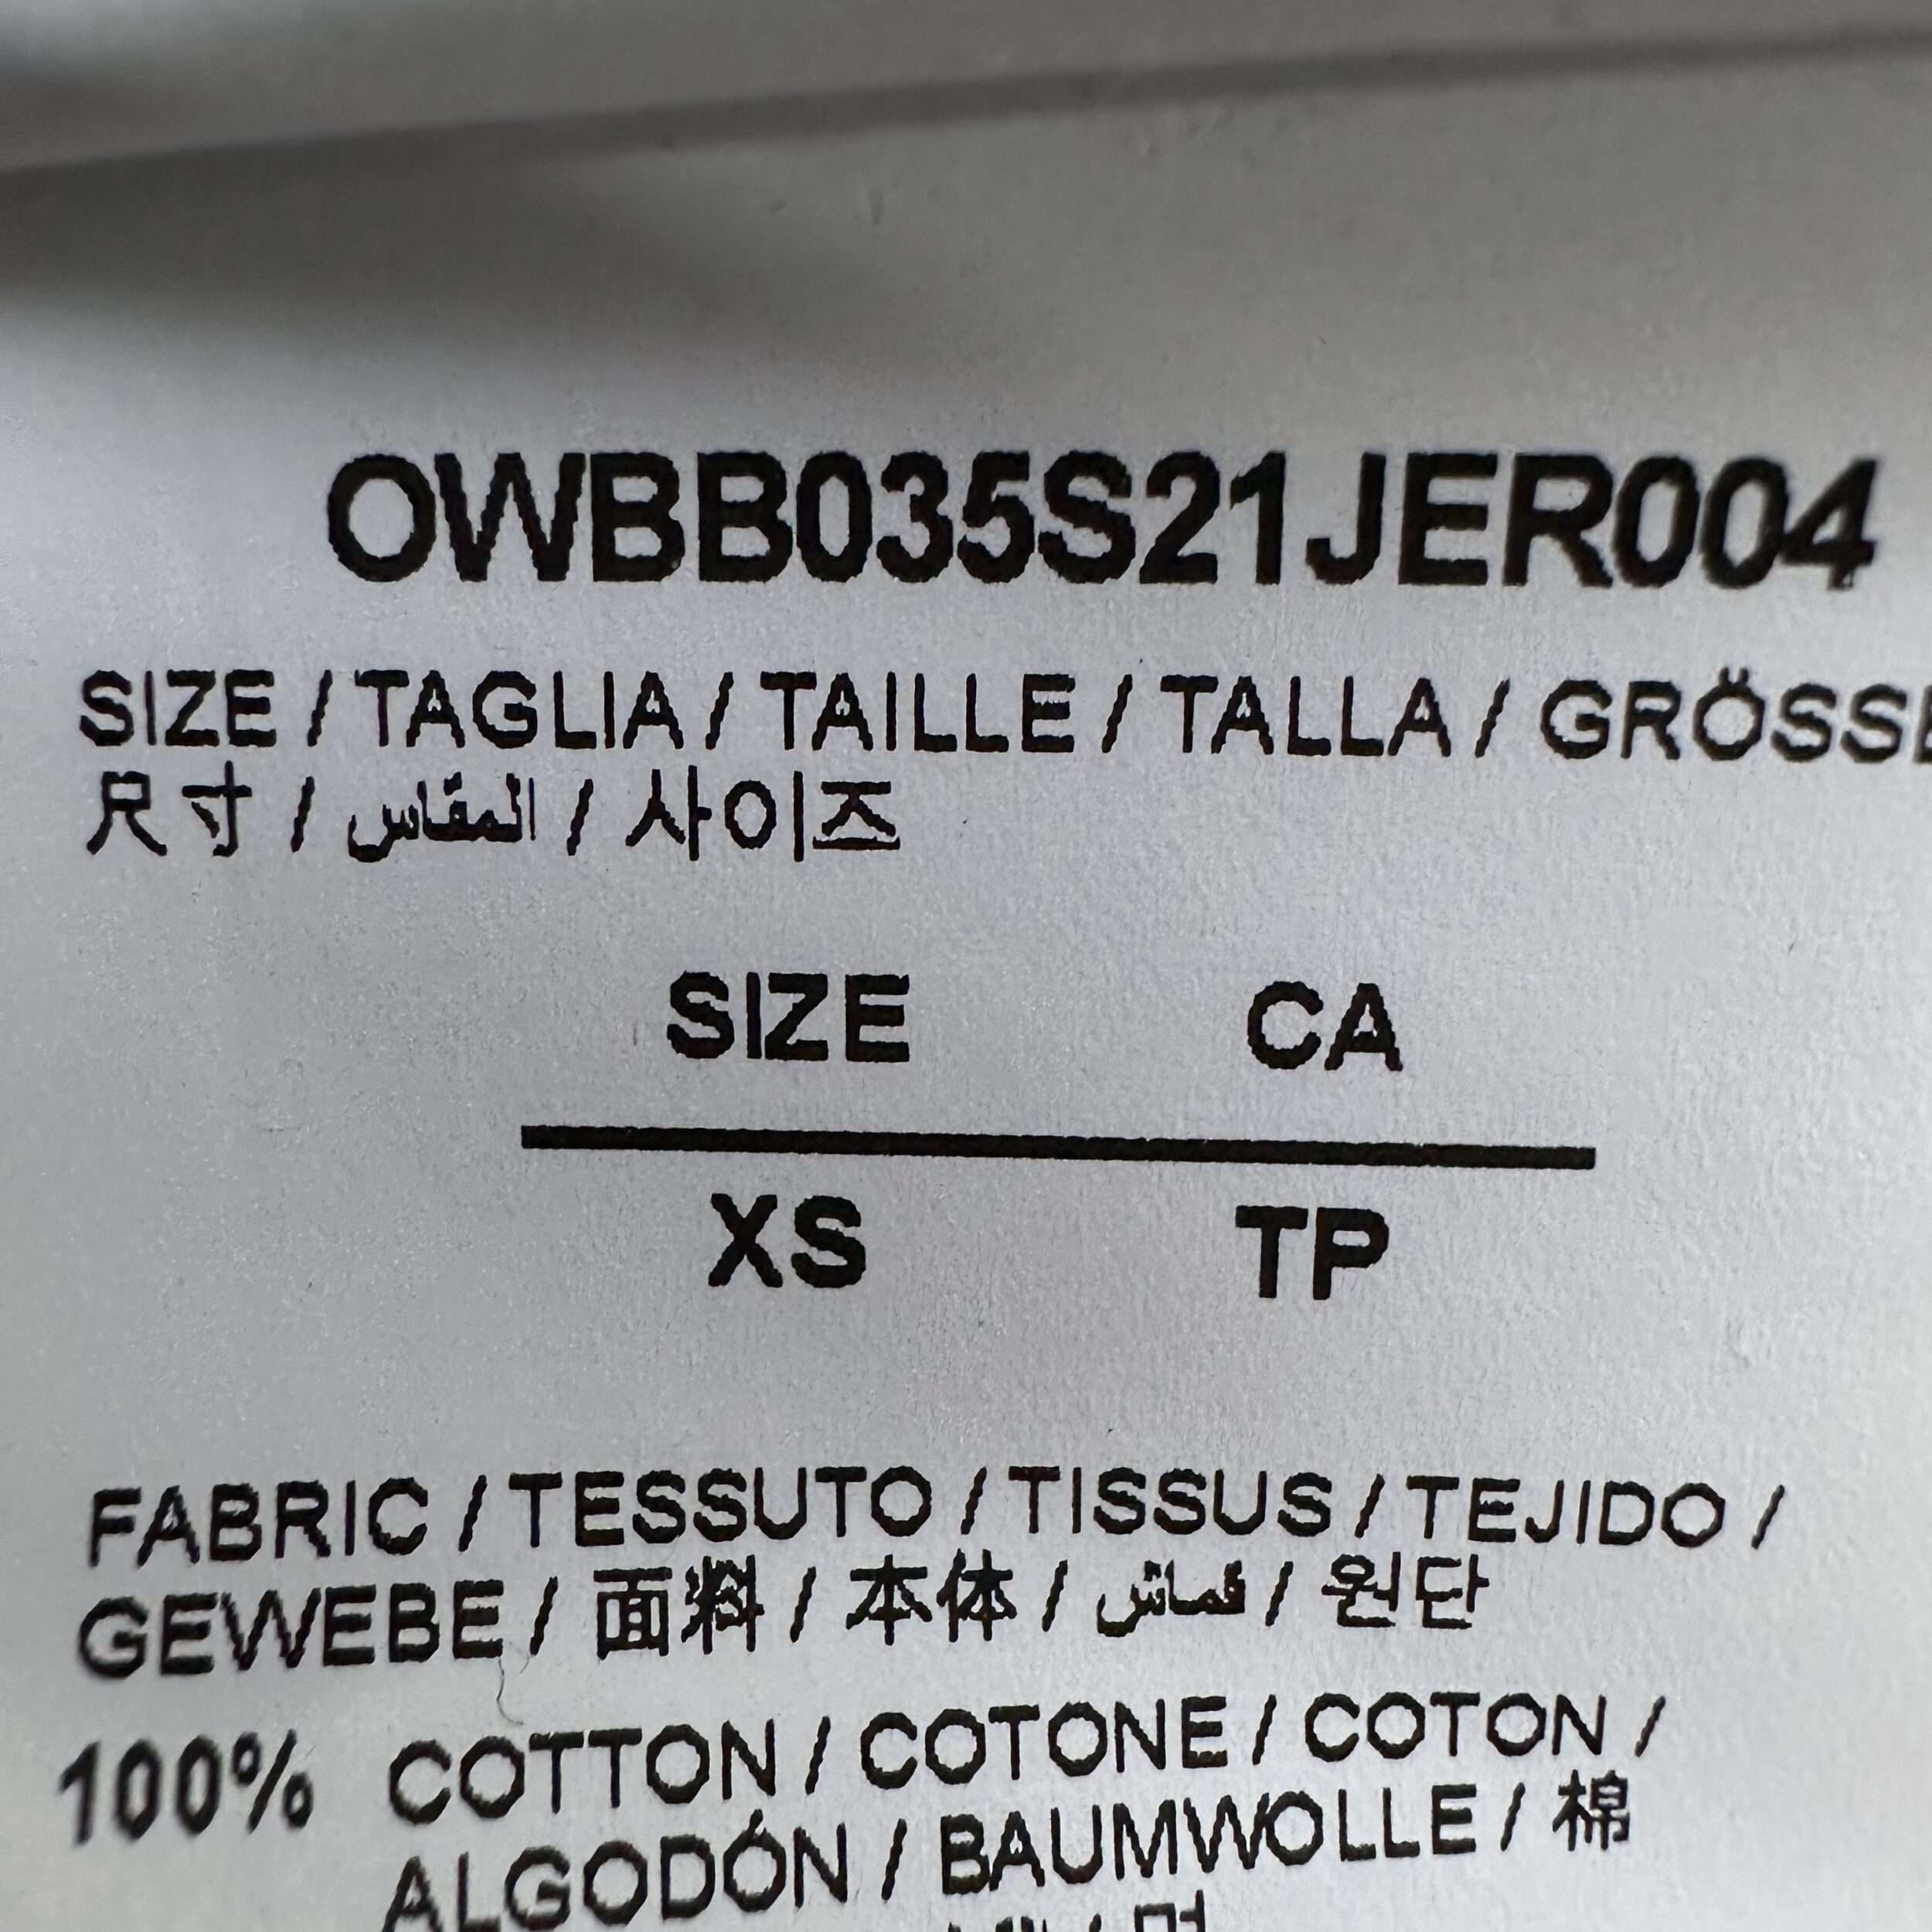 OWBB035S21JER004
SIZE / TAGLIA / TAILLE / TALLA / GRÖSSE
尺寸 / المقاس / 사이즈
SIZE CA
XS TP
FABRIC / TESSUTO / TISSUS / TEJIDO /
GEWEBE / 面料 / 本体 / قماش / 원단
100% COTTON / COTONE / COTON /
ALGODÓN / BAUMWOLLE / 棉